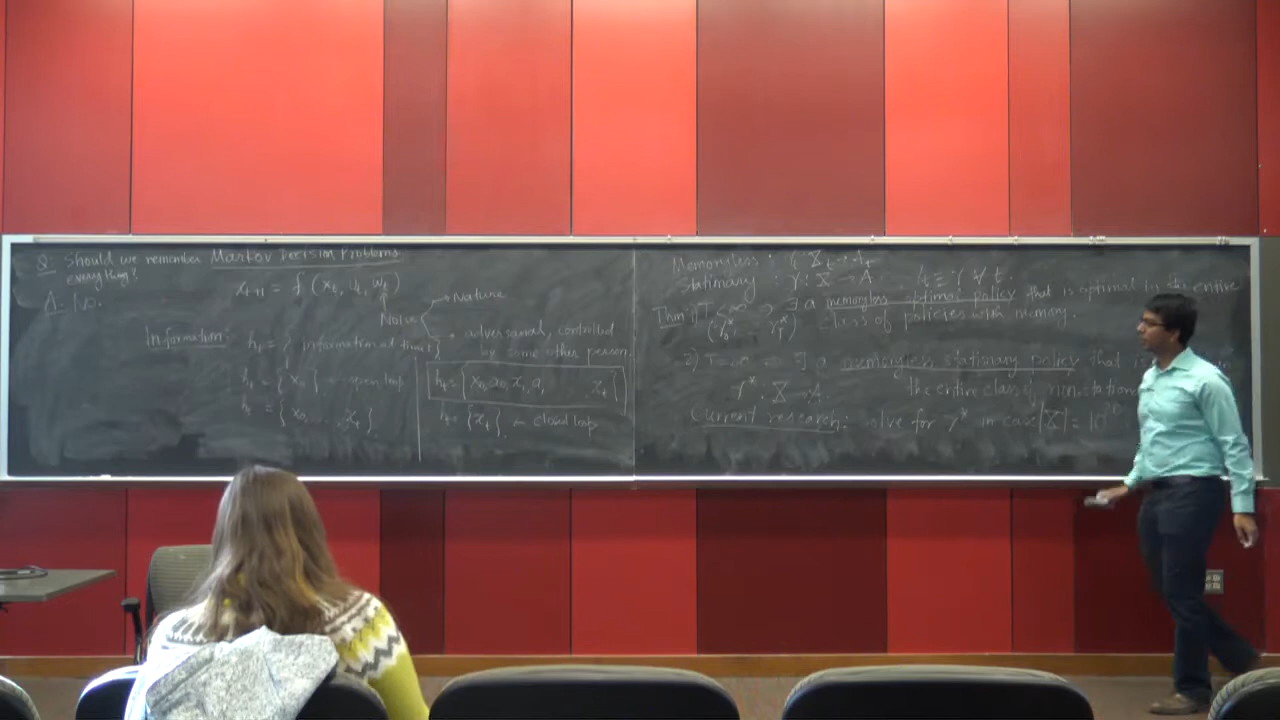 Q. Should we remember Markov Decision Problems
everything?
A. No.
x_{t+1} = f (x_t, u_t, w_t)
Noise → Nature
→ adversarial, controlled
by some other person.
Information: h_t = { information at time t }
h_t = { x_0 } ← open loop
h_t = { x_0 ... x_t }
h_t = { x_0, a_0, x_1, a_1 x_t }
h_t = { x_t } ← closed loop
Memoryless :
Stationary : γ : X → A ∀ t.
Thm: 1) T < ∞ ⇒ ∃ a memoryless optimal policy that is optimal in the entire
class of policies with memory.
2) T = ∞ ⇒ ∃ a memoryless stationary policy that is
γ* : X → A. the entire class of non-station
Current research: solve for γ* in case |X| = 10